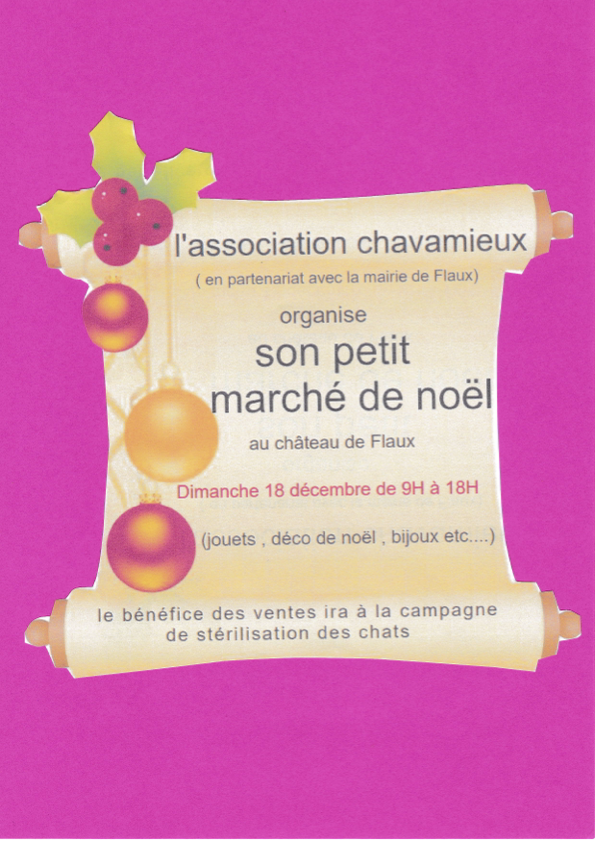 l'association chavamieux
( en partenariat avec la mairie de Flaux)
organise
son petit
marché de noël
au château de Flaux
Dimanche 18 décembre de 9H à 18H
(jouets , déco de noël , bijoux etc....)
le bénéfice des ventes ira à la campagne
de stérilisation des chats